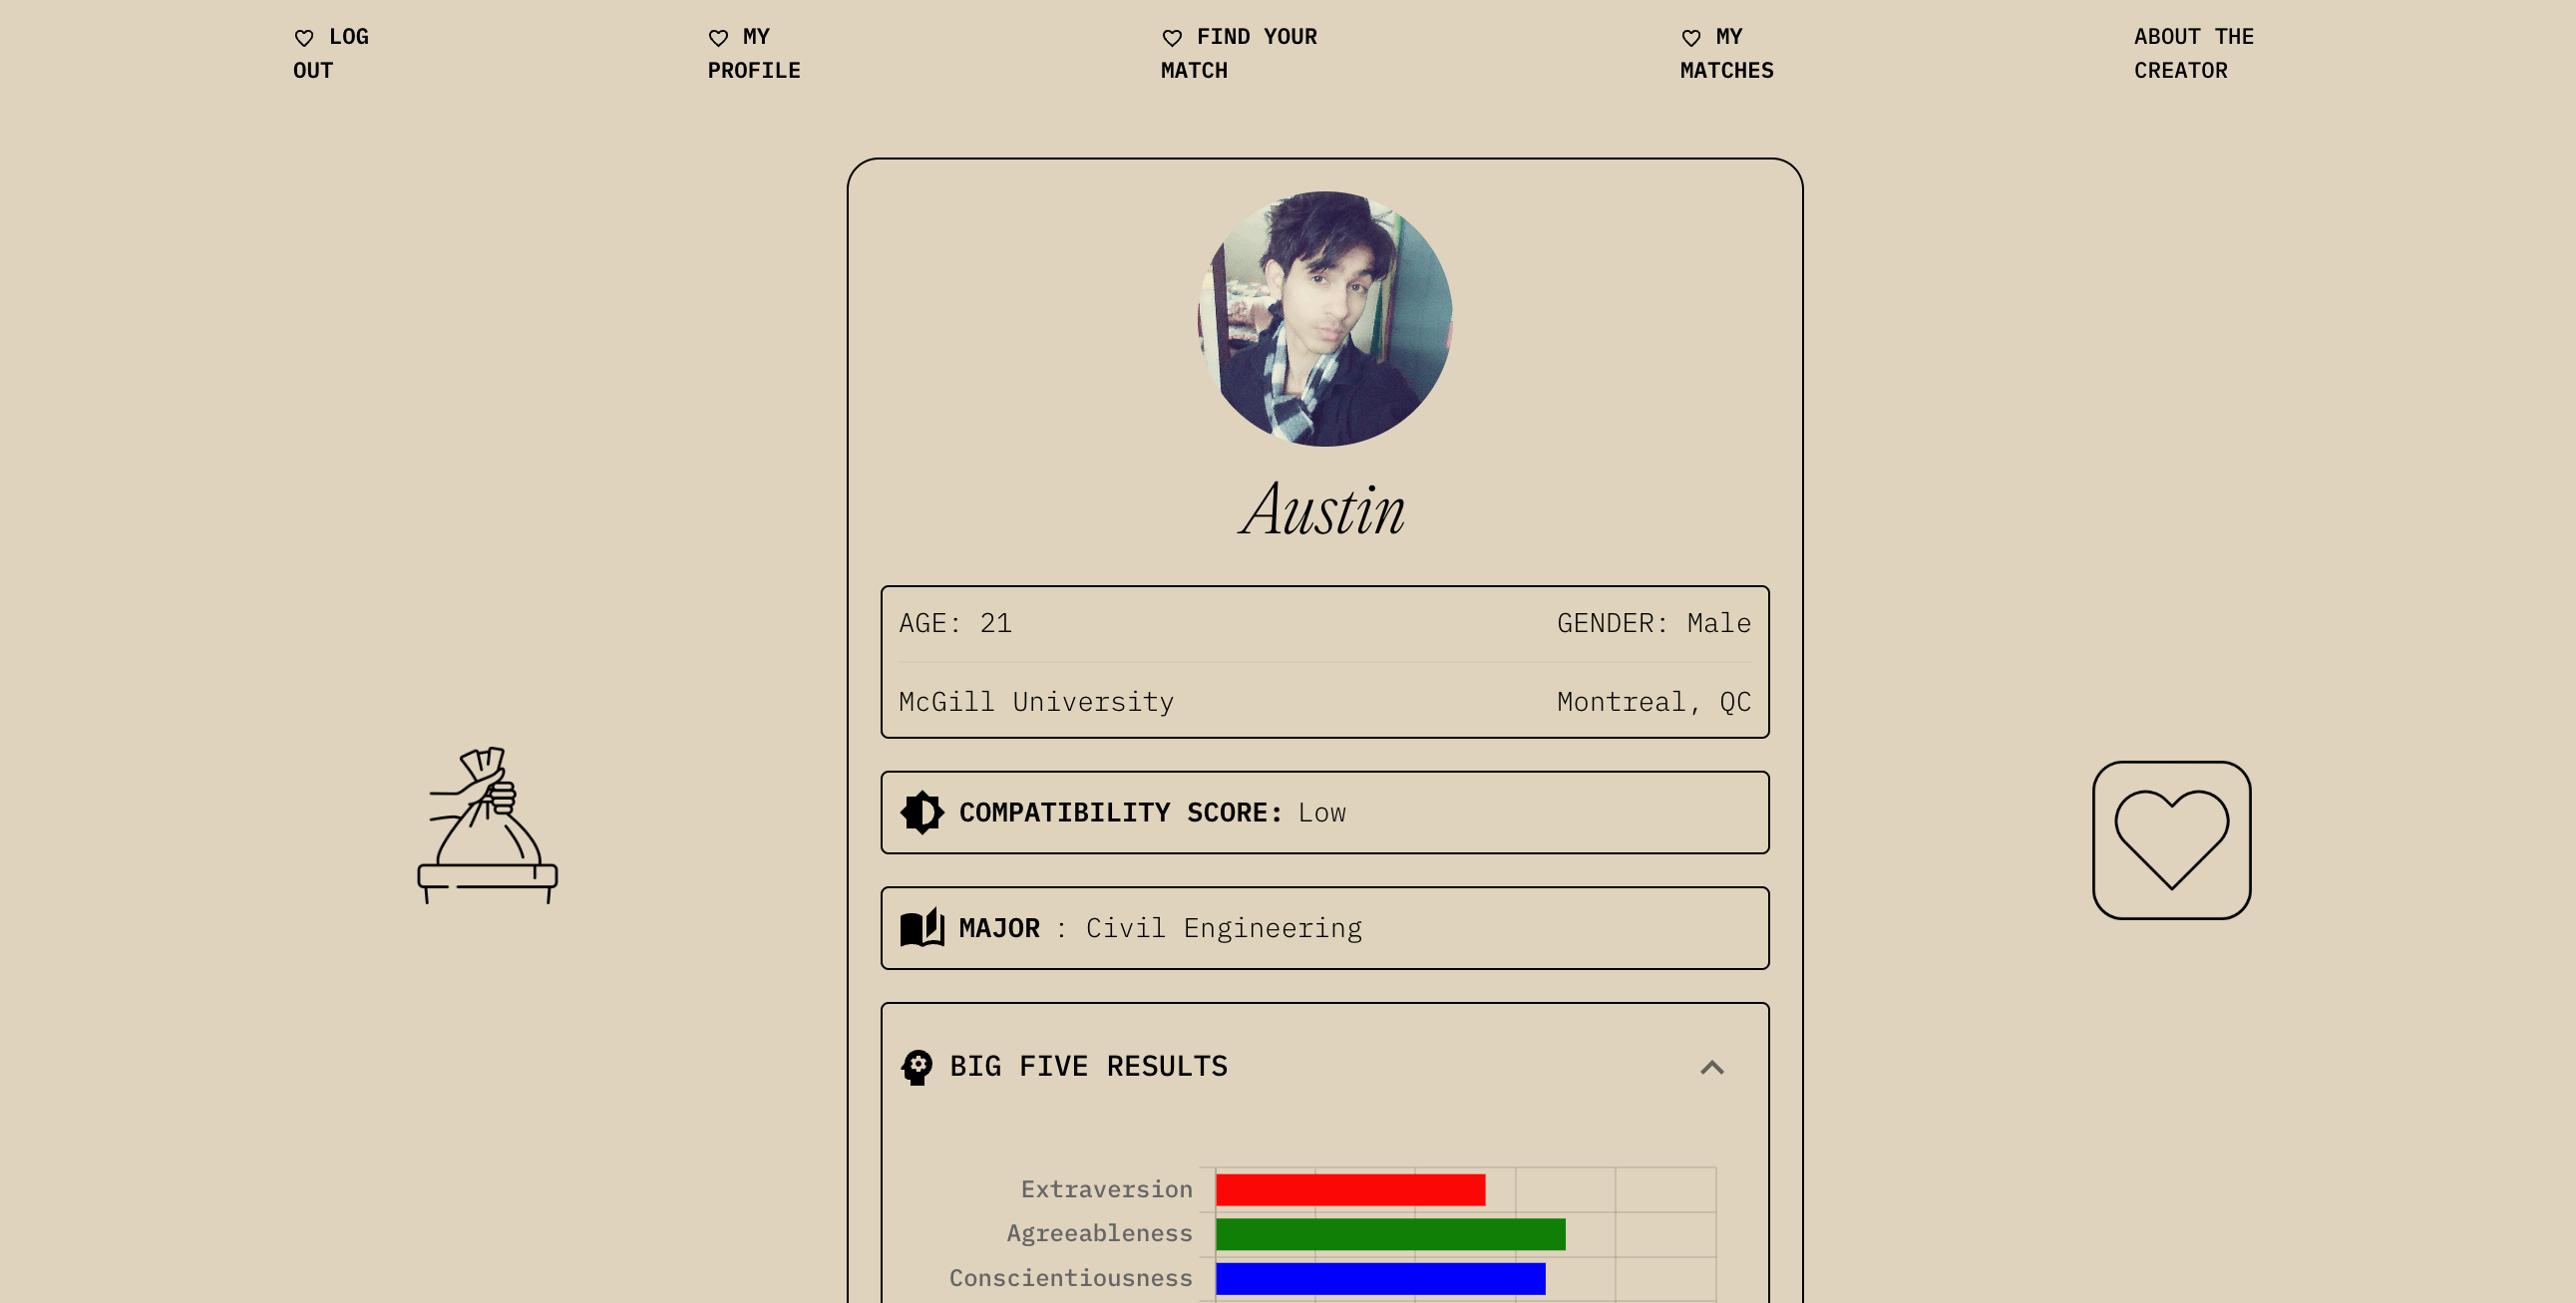 LOG OUT
MY PROFILE
FIND YOUR MATCH
MY MATCHES
ABOUT THE CREATOR
Austin
AGE: 21
GENDER: Male
McGill University
Montreal, QC
COMPATIBILITY SCORE: Low
MAJOR : Civil Engineering
BIG FIVE RESULTS
Extraversion
Agreeableness
Conscientiousness